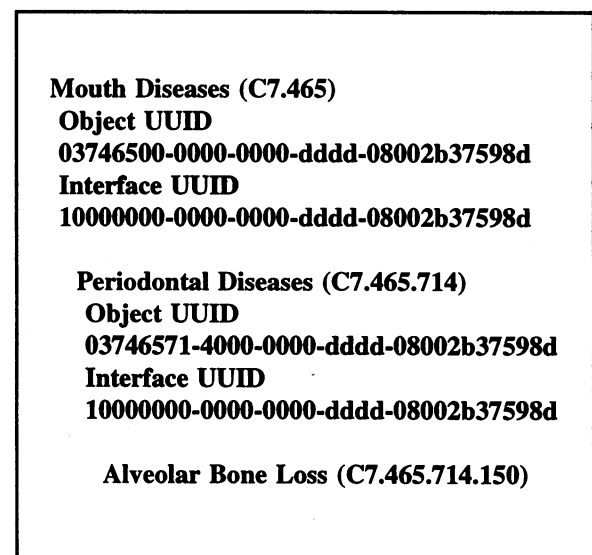 Mouth Diseases (C7.465)
Object UUID
03746500-0000-0000-dddd-08002b37598d
Interface UUID
10000000-0000-0000-dddd-08002b37598d
Periodontal Diseases (C7.465.714)
Object UUID
03746571-4000-0000-dddd-08002b37598d
Interface UUID
10000000-0000-0000-dddd-08002b37598d
Alveolar Bone Loss (C7.465.714.150)